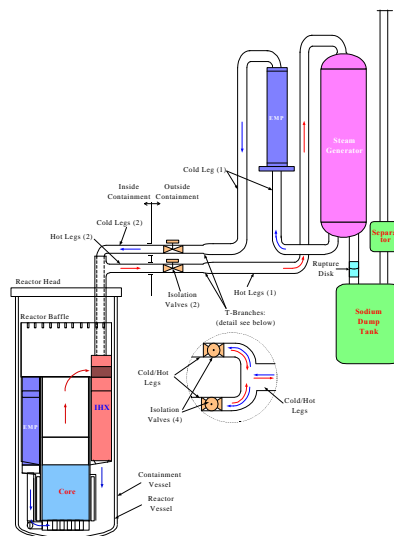 EMP
Steam
Generator
Cold Leg (1)
Inside
Containment
Outside
Containment
Cold Legs (2)
Hot Legs (2)
Separa
tor
Rupture
Disk
Reactor Head
Isolation
Valves (2)
Hot Legs (1)
T-Branches:
(detail see below)
Sodium
Dump
Tank
Reactor Baffle
Cold/Hot
Legs
Cold/Hot
Legs
Isolation
Valves (4)
EMP
IHX
Core
Containment
Vessel
Reactor
Vessel